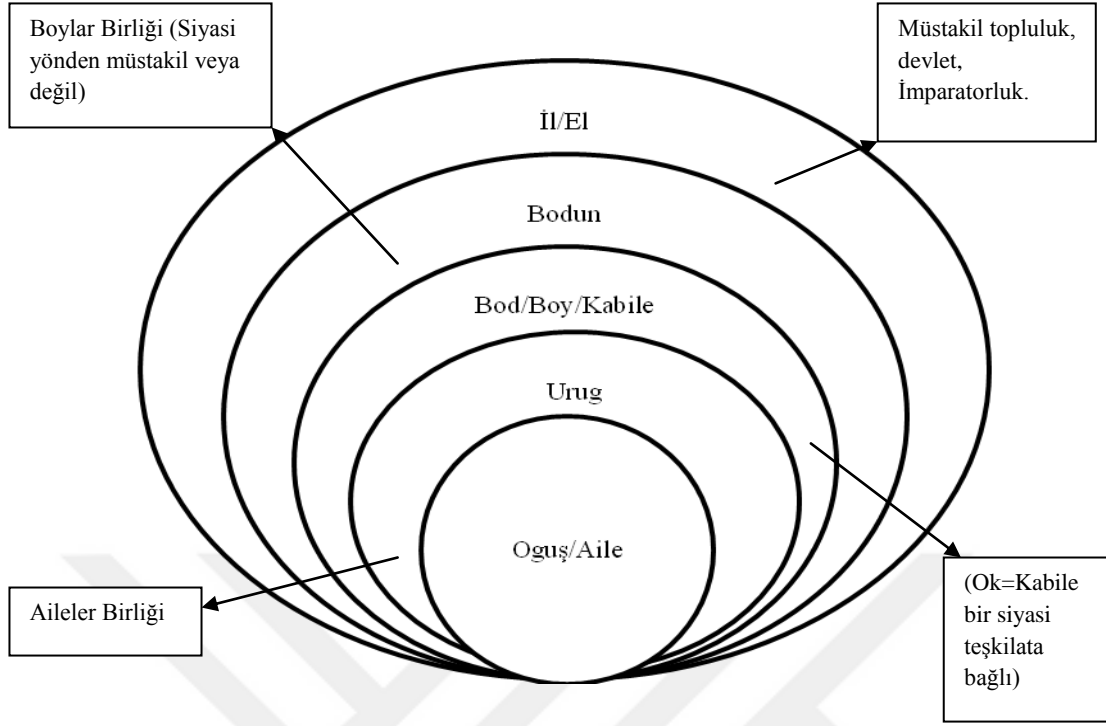 Boylar Birliği (Siyasi
yönden müstakil veya
değil)
Müstakil topluluk,
devlet,
İmparatorluk.
İl/El
Bodun
Bod/Boy/Kabile
Urug
Oguş/Aile
Aileler Birliği
(Ok=Kabile
bir siyasi
teşkilata
bağlı)